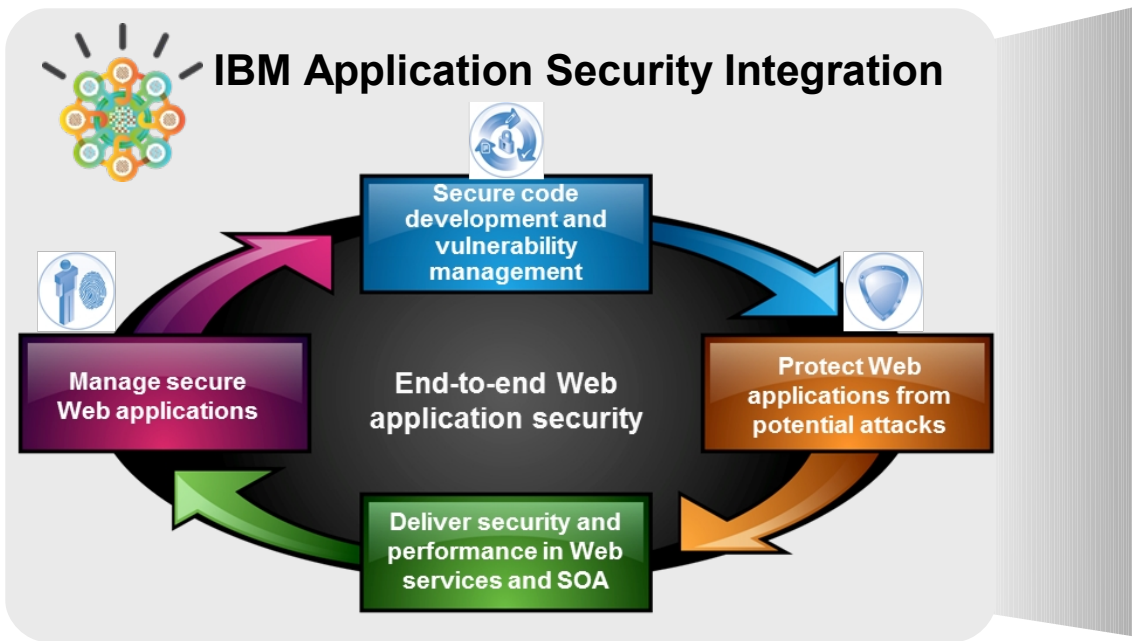 IBM Application Security Integration
Secure code
development and
vulnerability
management
Manage secure
Web applications
End-to-end Web
application security
Protect Web
applications from
potential attacks
Deliver security and
performance in Web
services and SOA